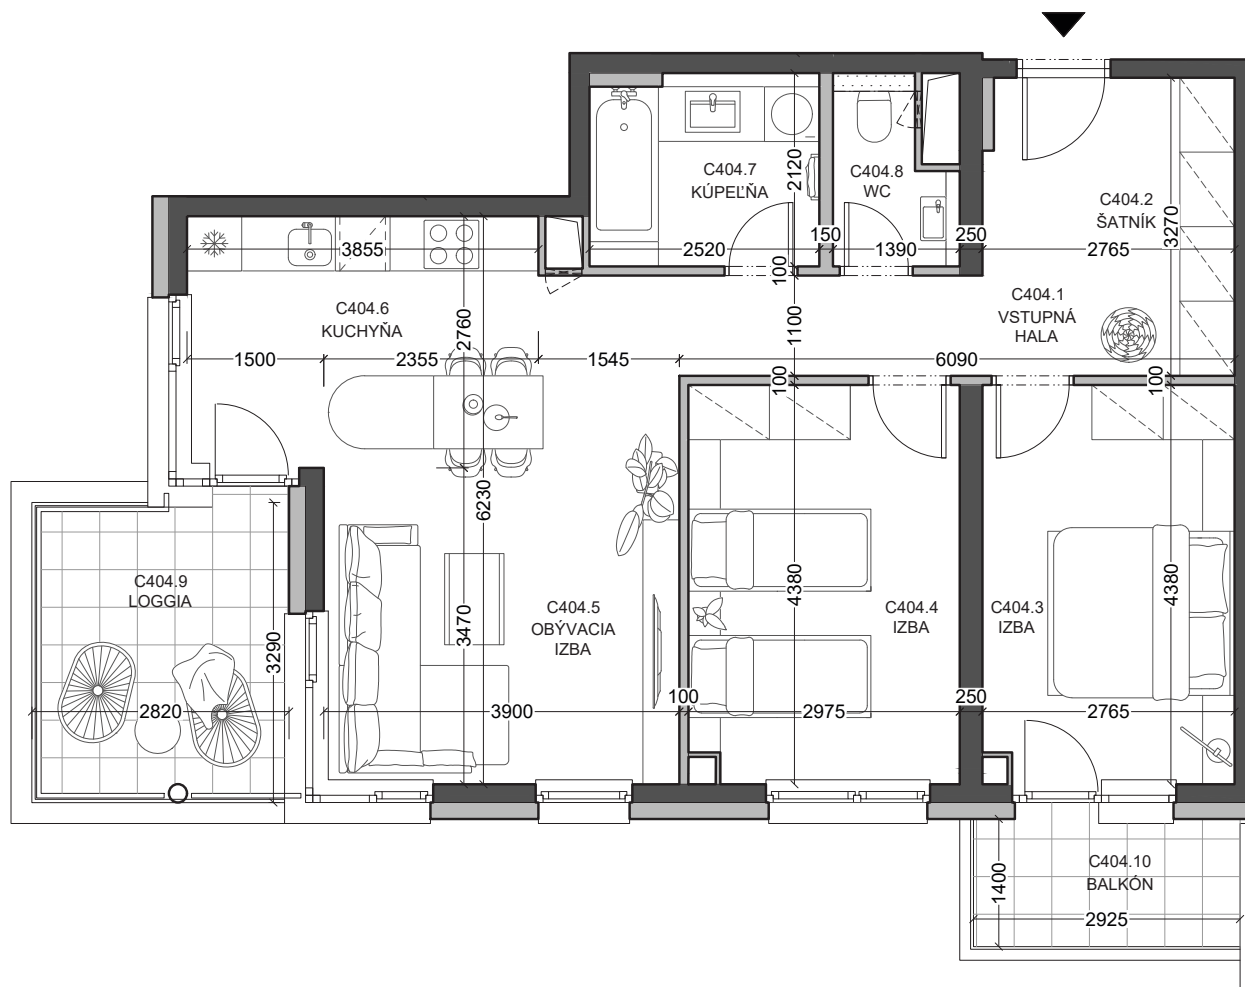 C404.7
KÚPEĽŇA
2120
C404.8
WC
C404.2
ŠATNÍK
3270
3855
2520
150
1390
250
2765
100
C404.6
KUCHYŇA
2760
1100
C404.1
VSTUPNÁ
HALA
1500
2355
1545
6090
100
100
6230
C404.9
LOGGIA
3290
3470
C404.5
OBÝVACIA
IZBA
4380
C404.4
IZBA
C404.3
IZBA
4380
2820
3900
100
2975
250
2765
C404.10
BALKÓN
1400
2925